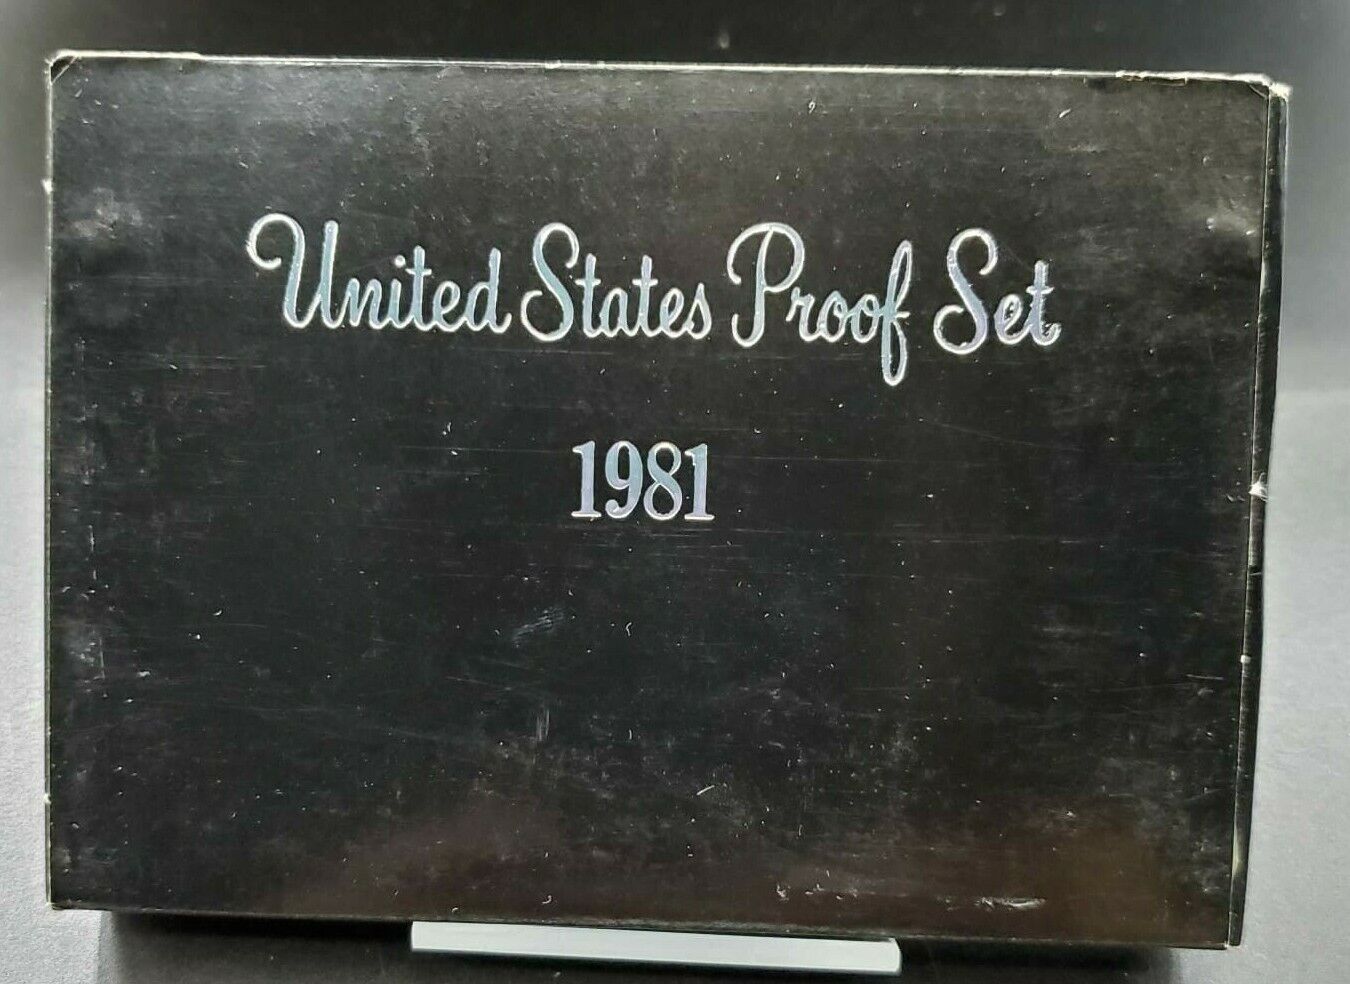 United States Proof Set
1981